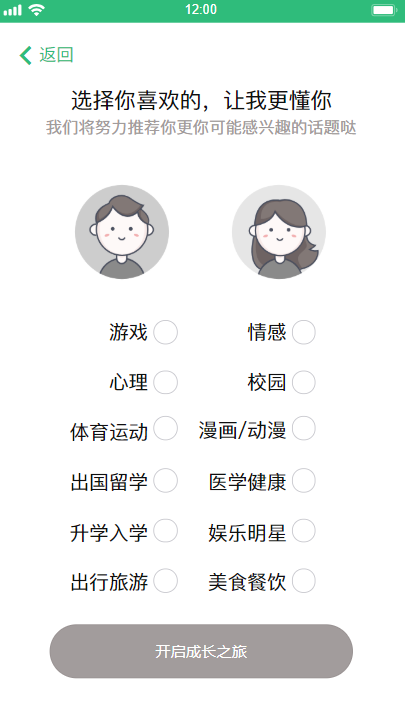 12:00
返回
选择你喜欢的，让我更懂你
我们将努力推荐你更你可能感兴趣的话题哒
游戏 情感
心理 校园
体育运动 漫画/动漫
出国留学 医学健康
升学入学 娱乐明星
出行旅游 美食餐饮
开启成长之旅